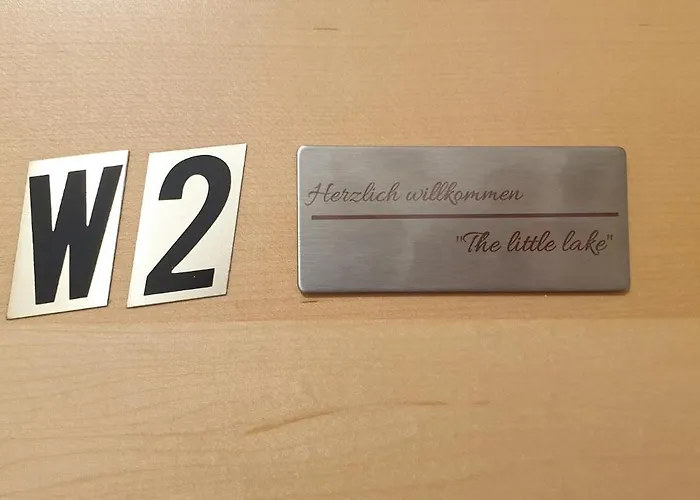 W2
Herzlich willkommen
"The little lake"